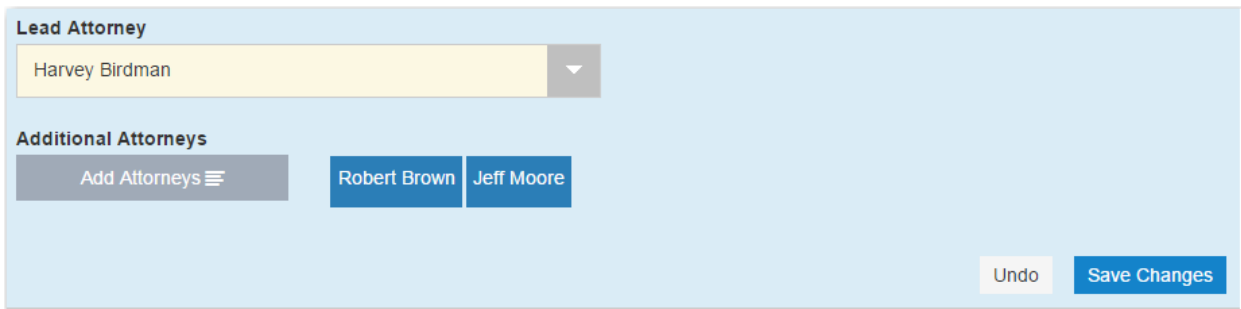 Lead Attorney
Harvey Birdman
Additional Attorneys
Add Attorneys
Robert Brown
Jeff Moore
Undo
Save Changes